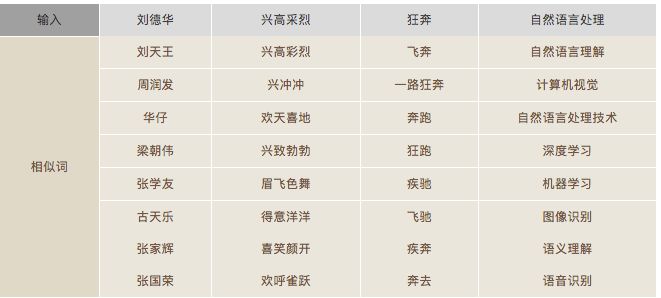 输入 刘德华 兴高采烈 狂奔 自然语言处理
刘天王 兴高彩烈 飞奔 自然语言理解
周润发 兴冲冲 一路狂奔 计算机视觉
华仔 欢天喜地 奔跑 自然语言处理技术
相似词 梁朝伟 兴致勃勃 狂跑 深度学习
张学友 眉飞色舞 疾驰 机器学习
古天乐 得意洋洋 飞驰 图像识别
张家辉 喜笑颜开 疾奔 语义理解
张国荣 欢呼雀跃 奔去 语音识别